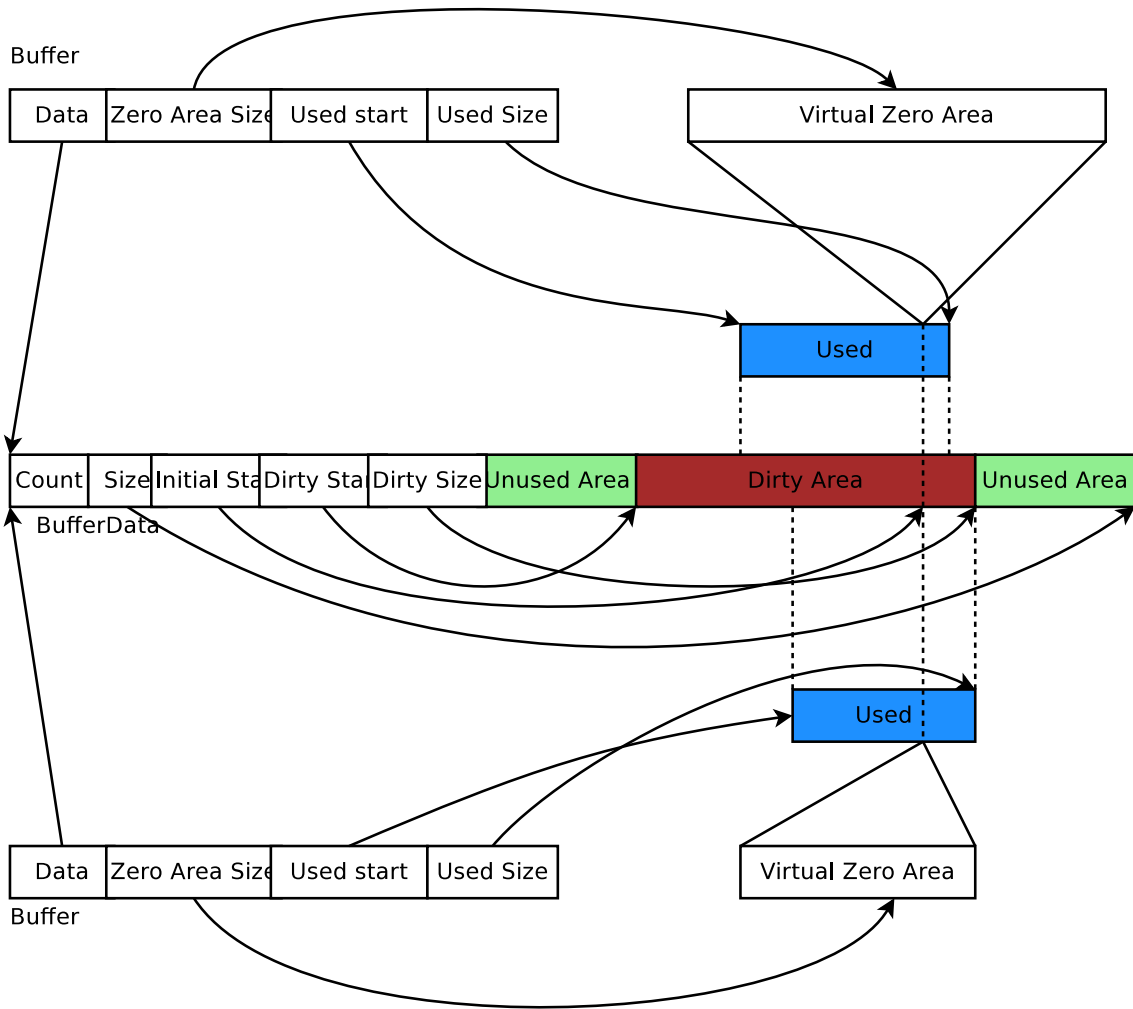 Buffer
Data Zero Area Size Used start Used Size Virtual Zero Area
Used
Count Size Initial Sta Dirty Star Dirty Size Unused Area Dirty Area Unused Area
BufferData
Used
Data Zero Area Size Used start Used Size Virtual Zero Area
Buffer